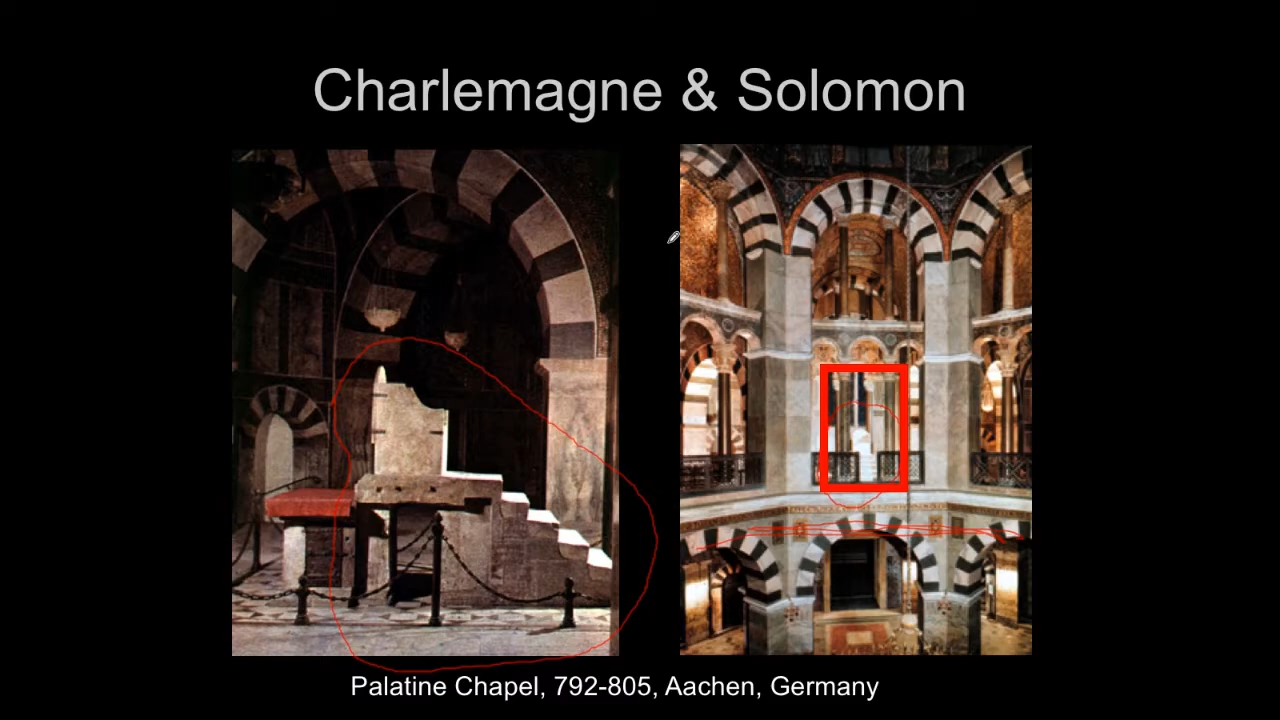 Charlemagne & Solomon
Palatine Chapel, 792-805, Aachen, Germany